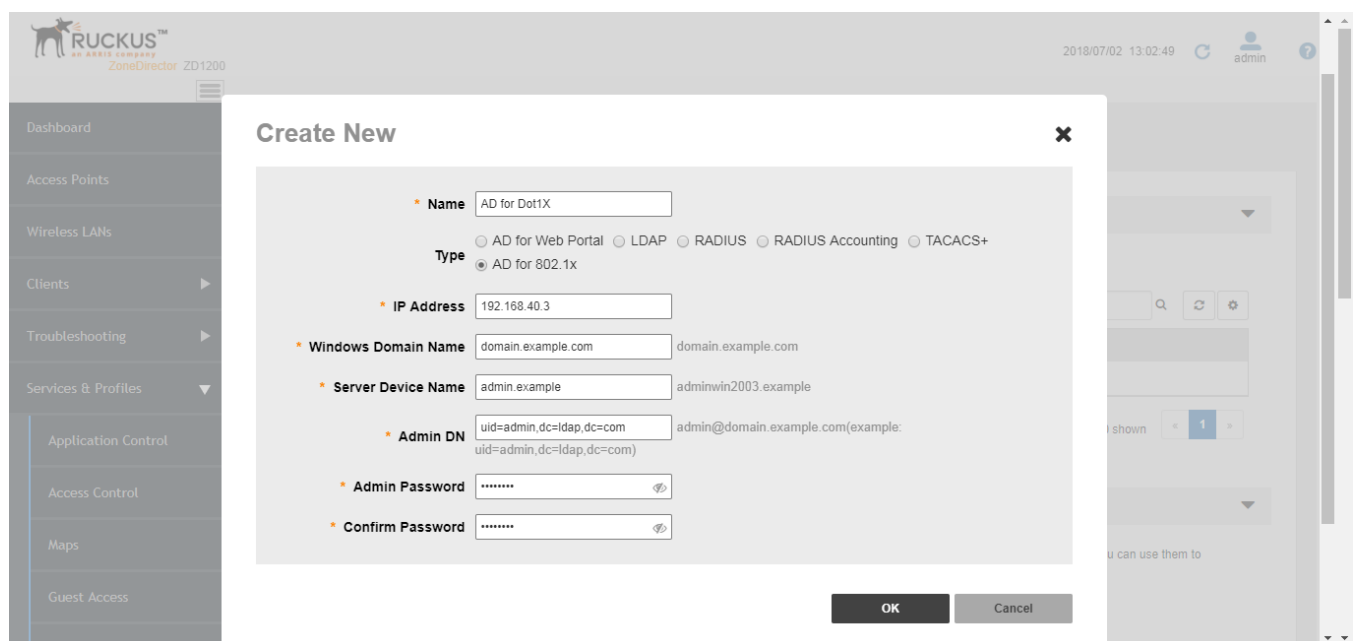 RUCKUS™
an ARRIS company
ZoneDirector ZD1200
2018/07/02 13:02:49
admin
Dashboard
Access Points
Wireless LANs
Clients
Troubleshooting
Services & Profiles
Application Control
Access Control
Maps
Guest Access
Create New
* Name AD for Dot1X
Type AD for Web Portal LDAP RADIUS RADIUS Accounting TACACS+
AD for 802.1x
* IP Address 192.168.40.3
* Windows Domain Name domain.example.com domain.example.com
* Server Device Name admin.example adminwin2003.example
* Admin DN uid=admin,dc=ldap,dc=com admin@domain.example.com(example:
uid=admin,dc=ldap,dc=com)
* Admin Password ••••••••
* Confirm Password ••••••••
OK Cancel
shown « 1 »
u can use them to